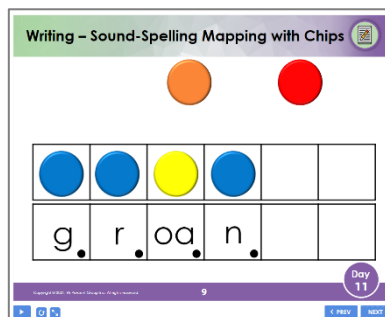 Writing – Sound-Spelling Mapping with Chips
g r oa n
Day
11
9
< PREV NEXT